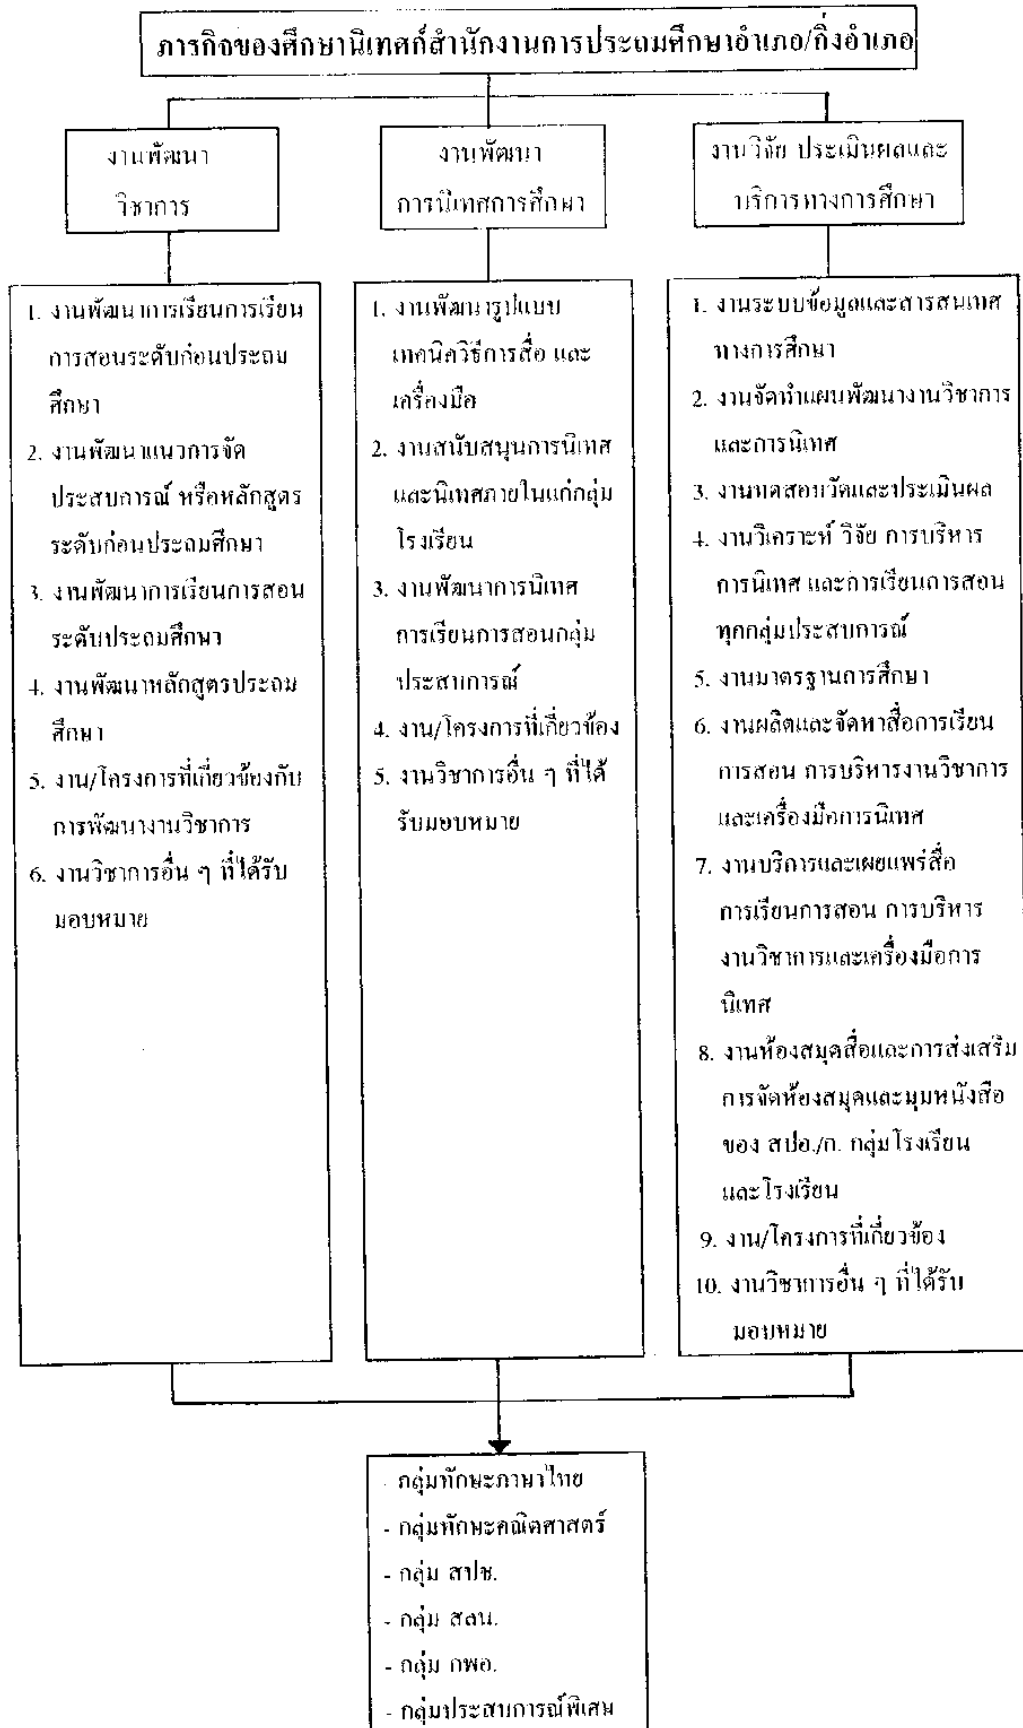 ภารกิจของศึกษานิเทศก์สำนักงานการประถมศึกษาอำเภอ/กิ่งอำเภอ
งานพัฒนา
วิชาการ
งานพัฒนา
การนิเทศการศึกษา
งานวิจัย ประเมินผลและ
บริการทางการศึกษา
1. งานพัฒนาการเรียนการเรียน
การสอนระดับก่อนประถม
ศึกษา
2. งานพัฒนาแนวการจัด
ประสบการณ์ หรือหลักสูตร
ระดับก่อนประถมศึกษา
3. งานพัฒนาการเรียนการสอน
ระดับประถมศึกษา
4. งานพัฒนาหลักสูตรประถม
ศึกษา
5. งาน/โครงการที่เกี่ยวข้องกับ
การพัฒนางานวิชาการ
6. งานวิชาการอื่น ๆ ที่ได้รับ
มอบหมาย
1. งานพัฒนารูปแบบ
เทคนิควิธีการสื่อ และ
เครื่องมือ
2. งานสนับสนุนการนิเทศ
และนิเทศภายในแก่กลุ่ม
โรงเรียน
3. งานพัฒนาการนิเทศ
การเรียนการสอนกลุ่ม
ประสบการณ์
4. งาน/โครงการที่เกี่ยวข้อง
5. งานวิชาการอื่น ๆ ที่ได้
รับมอบหมาย
1. งานระบบข้อมูลและสารสนเทศ
ทางการศึกษา
2. งานจัดทำแผนพัฒนางานวิชาการ
และการนิเทศ
3. งานทดสอบวัดและประเมินผล
4. งานวิเคราะห์ วิจัย การบริหาร
การนิเทศ และการเรียนการสอน
ทุกกลุ่มประสบการณ์
5. งานมาตรฐานการศึกษา
6. งานผลิตและจัดหาสื่อการเรียน
การสอน การบริหารงานวิชาการ
และเครื่องมือการนิเทศ
7. งานบริการและเผยแพร่สื่อ
การเรียนการสอน การบริหาร
งานวิชาการและเครื่องมือการ
นิเทศ
8. งานห้องสมุดสื่อและการส่งเสริม
การจัดห้องสมุดและมุมหนังสือ
ของ สปอ./ก. กลุ่มโรงเรียน
และโรงเรียน
9. งาน/โครงการที่เกี่ยวข้อง
10. งานวิชาการอื่น ๆ ที่ได้รับ
มอบหมาย
- กลุ่มทักษะภาษาไทย
- กลุ่มทักษะคณิตศาสตร์
- กลุ่ม สปช.
- กลุ่ม สลน.
- กลุ่ม กพอ.
- กลุ่มประสบการณ์พิเศษ